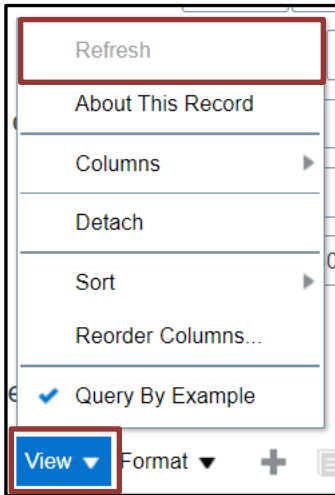 Refresh
About This Record
Columns
Detach
Sort
Reorder Columns...
Query By Example
View Format